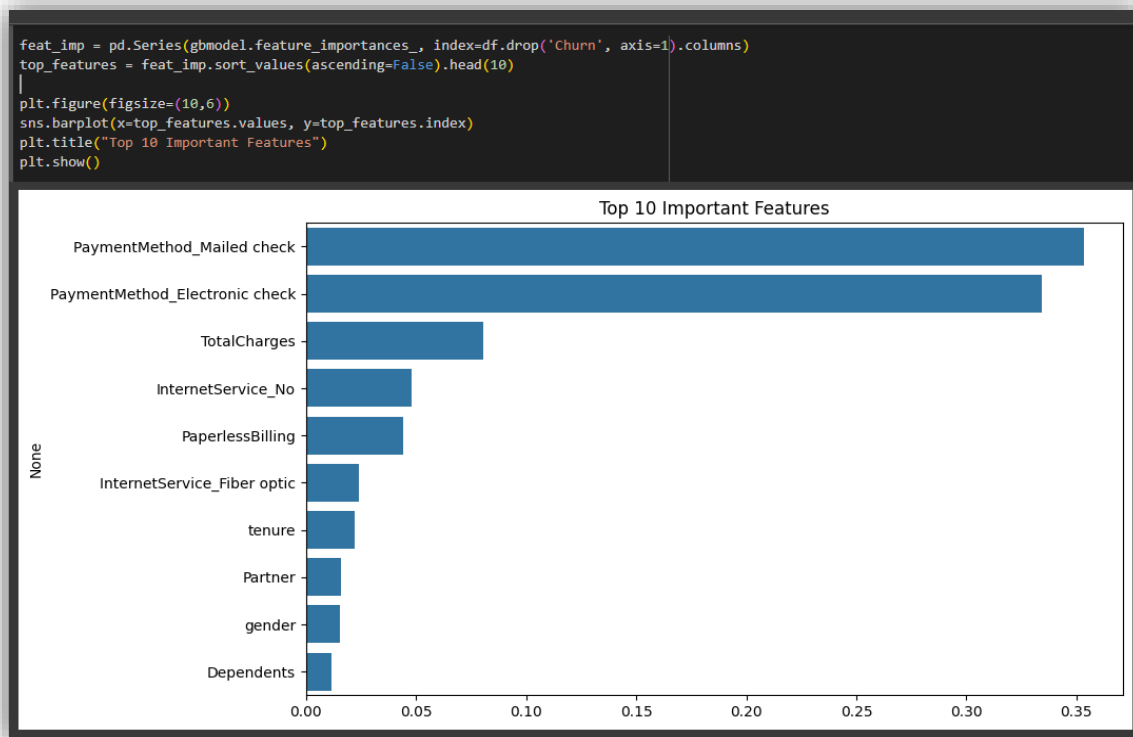 feat_imp = pd.Series(gbmodel.feature_importances_, index=df.drop('Churn', axis=1).columns)
top_features = feat_imp.sort_values(ascending=False).head(10)
plt.figure(figsize=(10,6))
sns.barplot(x=top_features.values, y=top_features.index)
plt.title("Top 10 Important Features")
plt.show()
Top 10 Important Features
PaymentMethod_Mailed check
PaymentMethod_Electronic check
TotalCharges
InternetService_No
PaperlessBilling
None
InternetService_Fiber optic
tenure
Partner
gender
Dependents
0.00 0.05 0.10 0.15 0.20 0.25 0.30 0.35